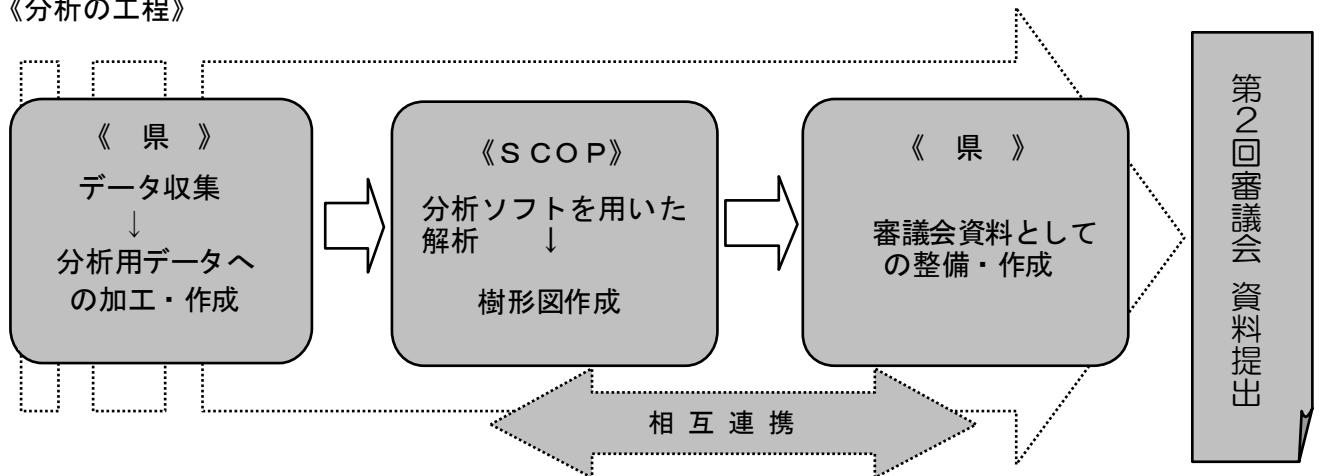 《分析の工程》
《 県 》
データ収集
↓
分析用データへ
の加工・作成
《SCOP》
分析ソフトを用いた
解析 ↓
樹形図作成
《 県 》
審議会資料として
の整備・作成
相互連携
第2回審議会 資料提出